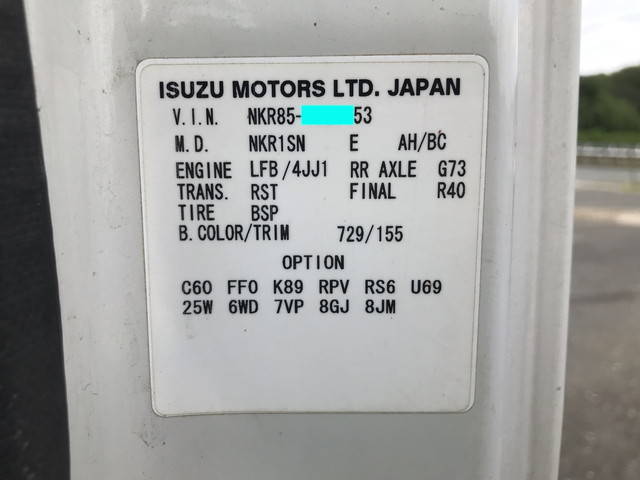 ISUZU MOTORS LTD. JAPAN
V.I.N. NKR85- 53
M.D. NKR1SN E AH/BC
ENGINE LFB/4JJ1 RR AXLE G73
TRANS. RST FINAL R40
TIRE BSP
B.COLOR/TRIM 729/155
OPTION
C60 FF0 K89 RPV RS6 U69
25W 6WD 7VP 8GJ 8JM